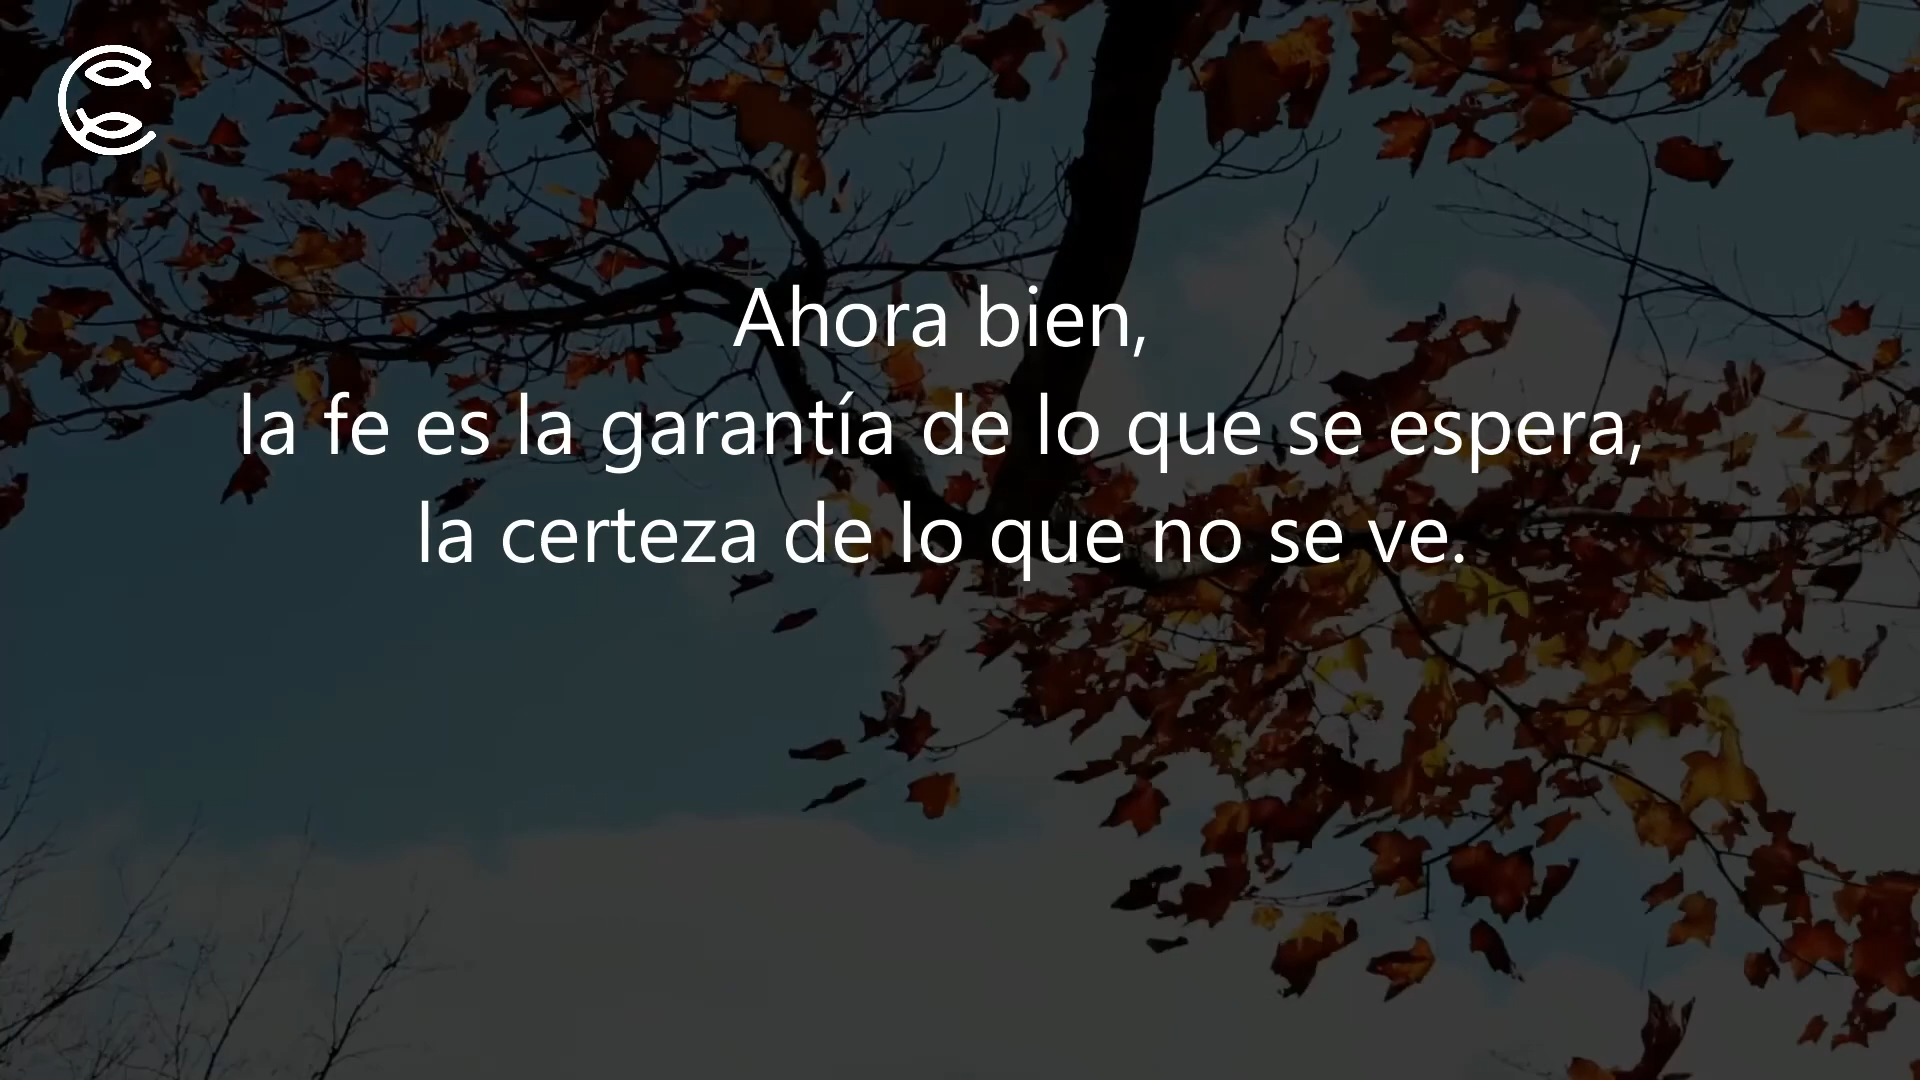 Ahora bien,
la fe es la garantía de lo que se espera,
la certeza de lo que no se ve.